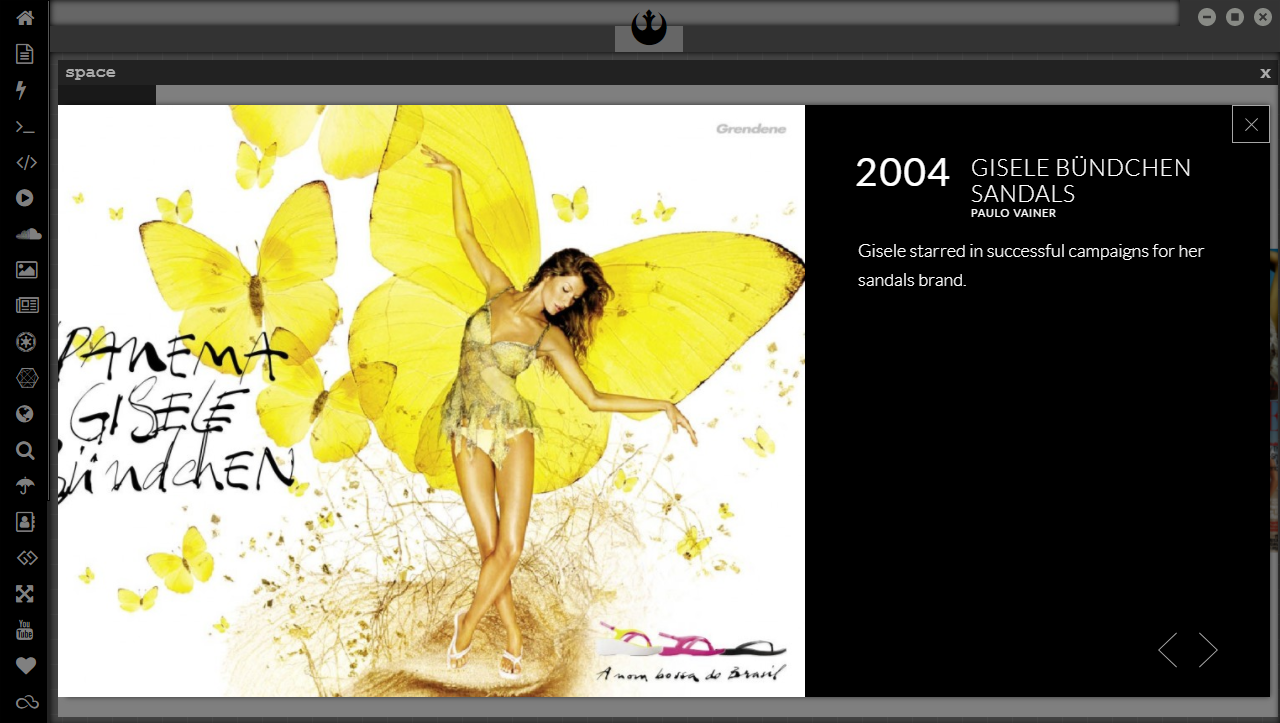 space
x
Grendene
2004
GISELE BÜNDCHEN
SANDALS
PAULO VAINER
Gisele starred in successful campaigns for her
sandals brand.
IPANEMA
GISELE
Bündchen
A nova bossa do Brasil
You
Tube